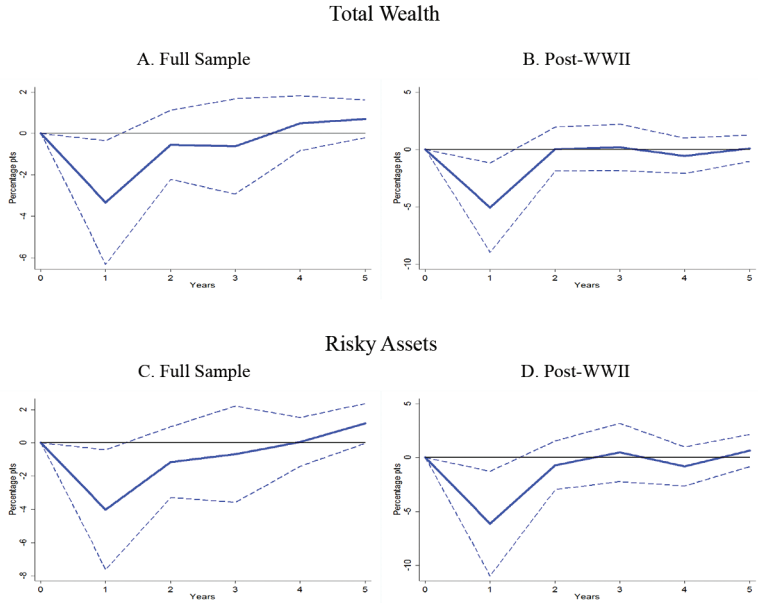 Total Wealth
A. Full Sample
B. Post-WWII
Percentage pts
2
0
-2
-4
-6
0 1 2 3 4 5
Years
Percentage pts
5
0
-5
-10
0 1 2 3 4 5
Years
Risky Assets
C. Full Sample
D. Post-WWII
Percentage pts
2
0
-2
-4
-6
-8
0 1 2 3 4 5
Years
Percentage pts
5
0
-5
-10
0 1 2 3 4 5
Years